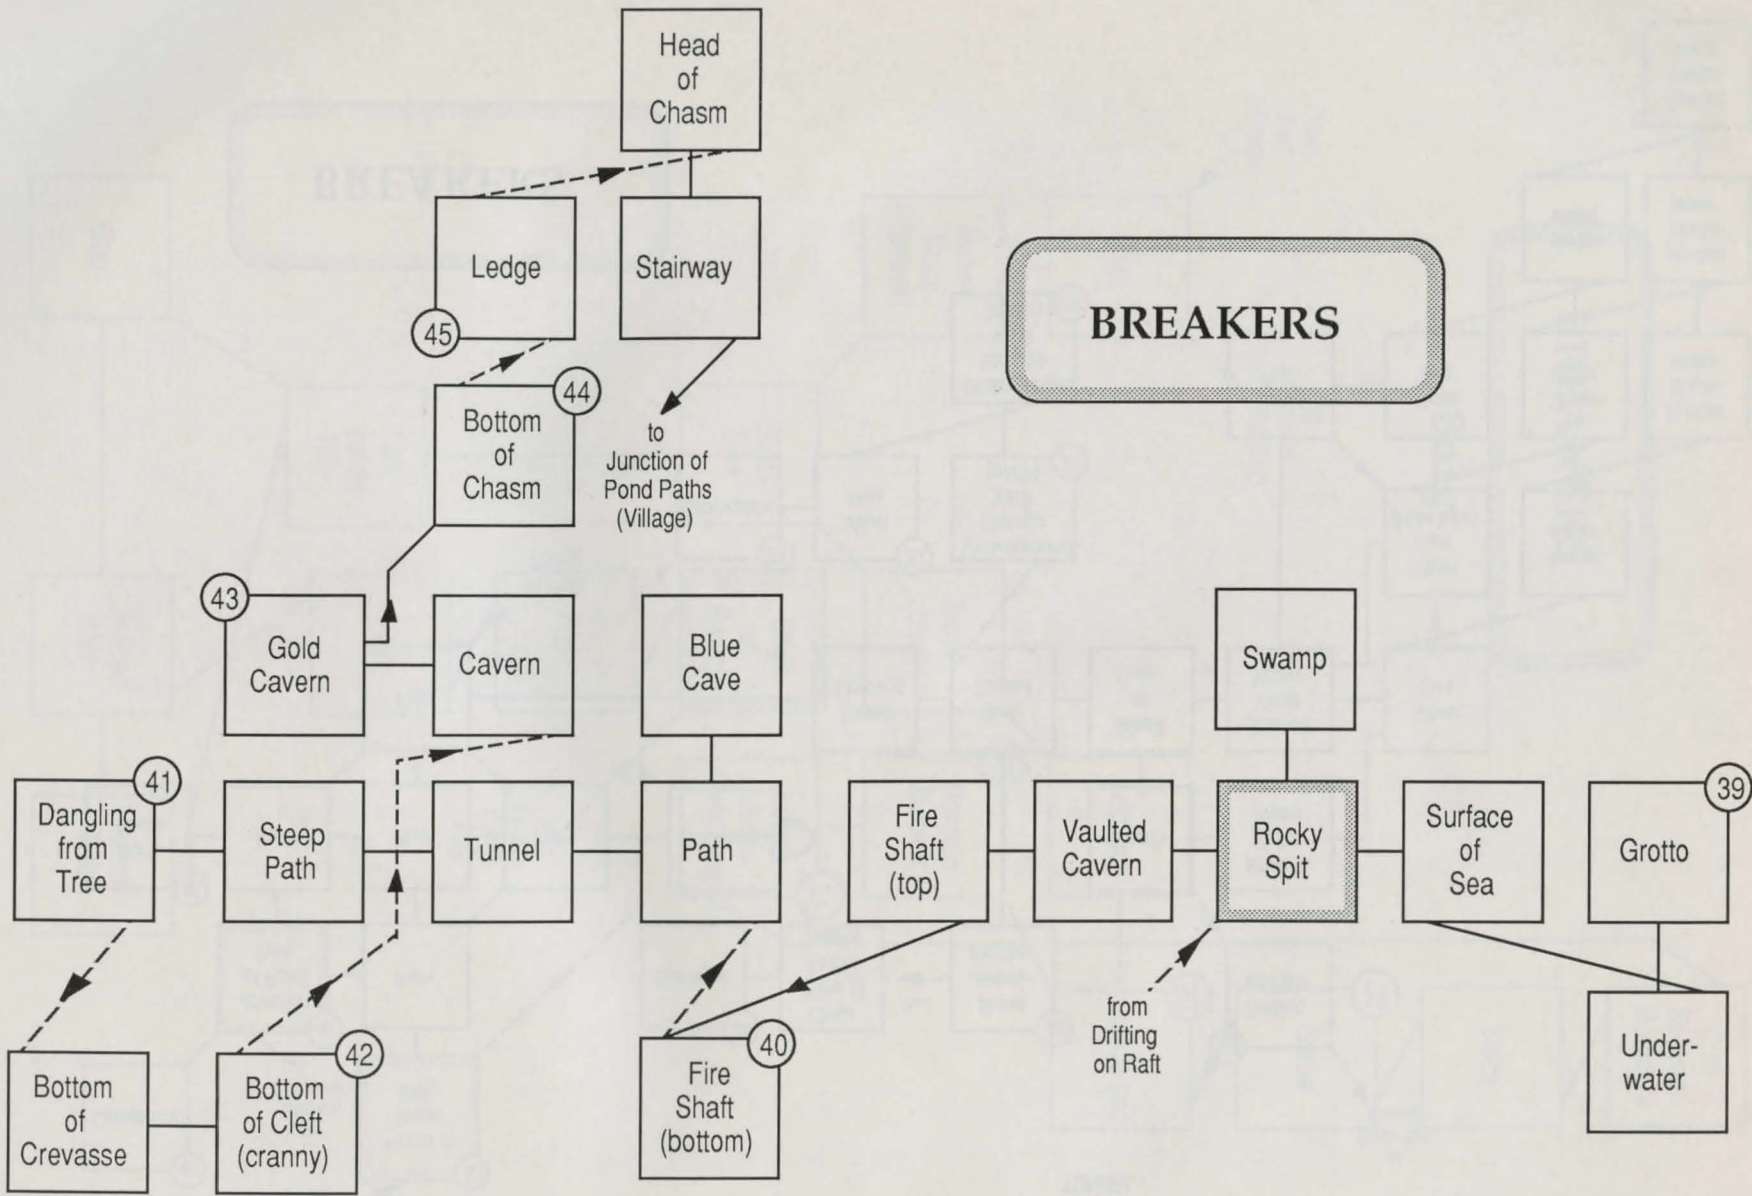 Head
of
Chasm
Ledge
45
Stairway
BREAKERS
44
Bottom
of
Chasm
to
Junction of
Pond Paths
(Village)
43
Gold
Cavern
Cavern
Blue
Cave
Swamp
41
Dangling
from
Tree
Steep
Path
Tunnel
Path
Fire
Shaft
(top)
Vaulted
Cavern
Rocky
Spit
Surface
of
Sea
39
Grotto
from
Drifting
on Raft
Bottom
of
Crevasse
42
Bottom
of Cleft
(cranny)
40
Fire
Shaft
(bottom)
Under-
water